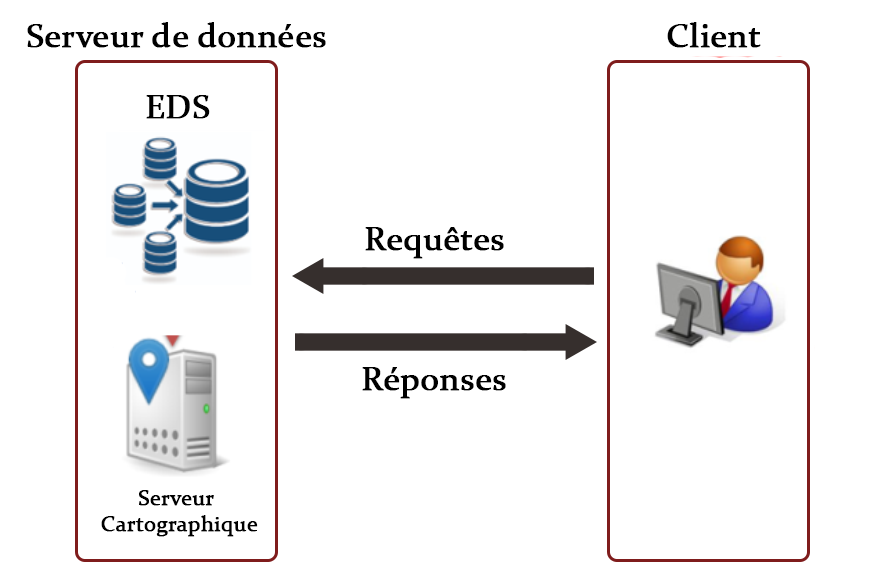 Serveur de données
Client
EDS
Requêtes
Réponses
Serveur
Cartographique